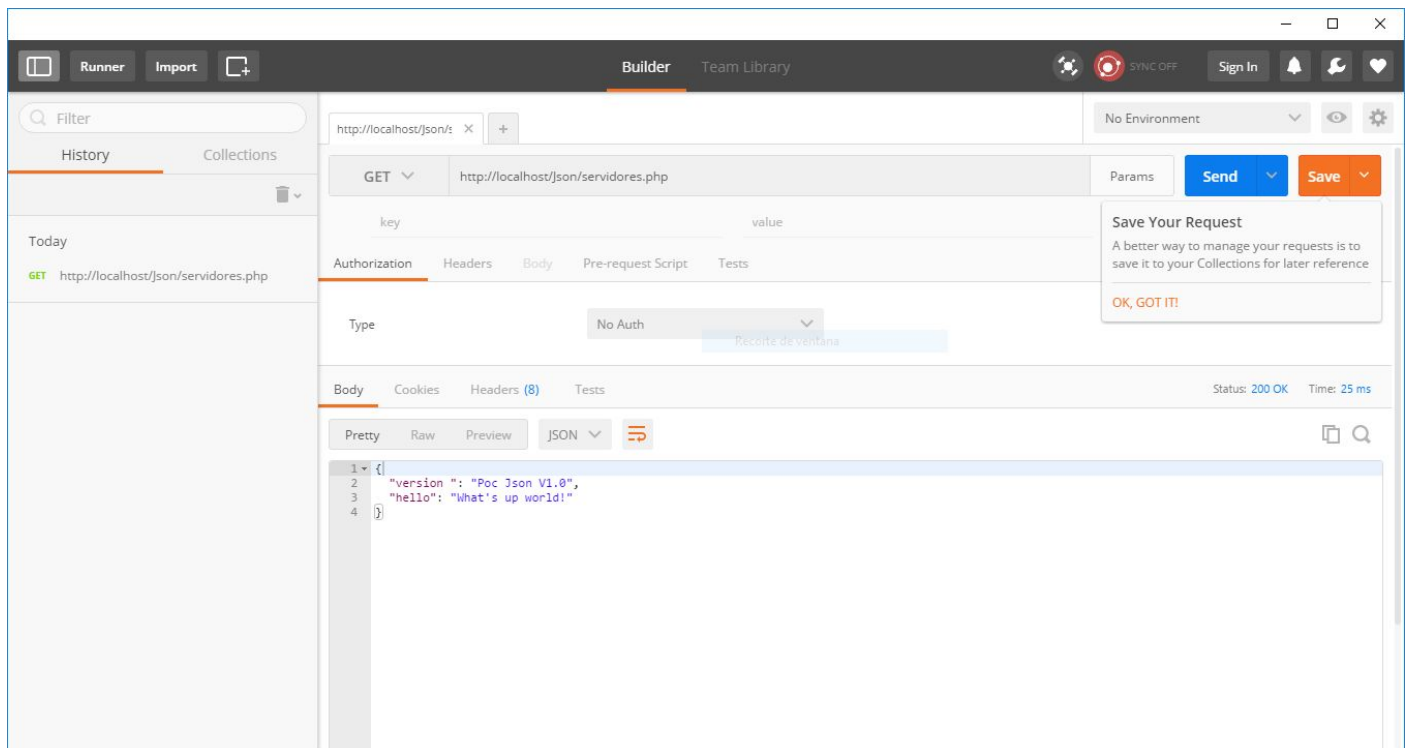 Runner Import Builder Team Library SYNC OFF Sign In
Filter
History Collections
Today
GET http://localhost/Json/servidores.php
http://localhost/Json/s
No Environment
GET http://localhost/Json/servidores.php Params Send Save
key value
Save Your Request
A better way to manage your requests is to
save it to your Collections for later reference
OK, GOT IT!
Authorization Headers Body Pre-request Script Tests
Type No Auth
Recorte de ventana
Body Cookies Headers (8) Tests Status: 200 OK Time: 25 ms
Pretty Raw Preview JSON
1 {
2 "version ": "Poc Json V1.0",
3 "hello": "What's up world!"
4 }